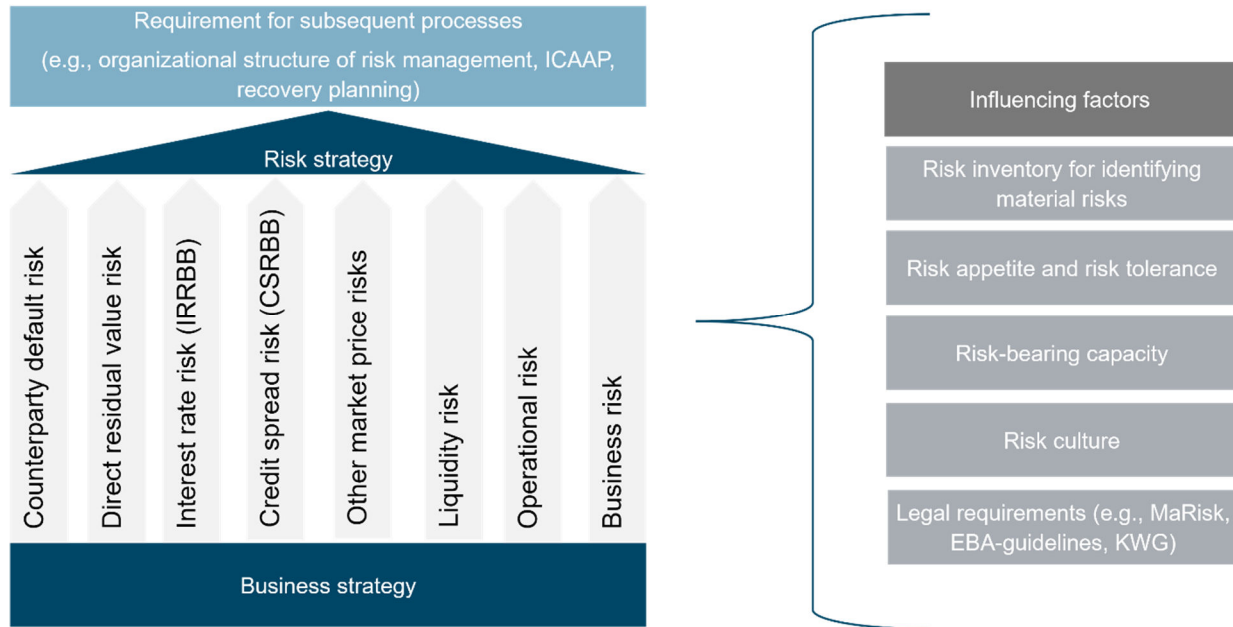 Requirement for subsequent processes
(e.g., organizational structure of risk management, ICAAP,
recovery planning)
Risk strategy
Counterparty default risk
Direct residual value risk
Interest rate risk (IRRBB)
Credit spread risk (CSRBB)
Other market price risks
Liquidity risk
Operational risk
Business risk
Business strategy
Influencing factors
Risk inventory for identifying
material risks
Risk appetite and risk tolerance
Risk-bearing capacity
Risk culture
Legal requirements (e.g., MaRisk,
EBA-guidelines, KWG)